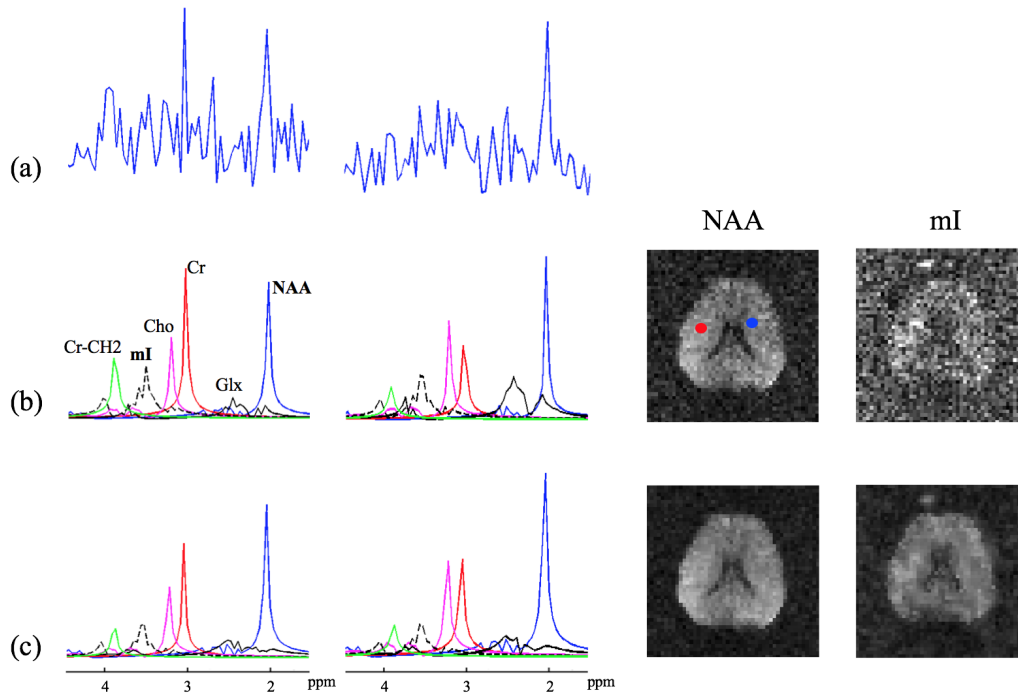 (a)
NAA mI
Cr
NAA
Cho
Cr-CH2
mI
Glx
(b)
(c)
4 3 2 ppm 4 3 2 ppm